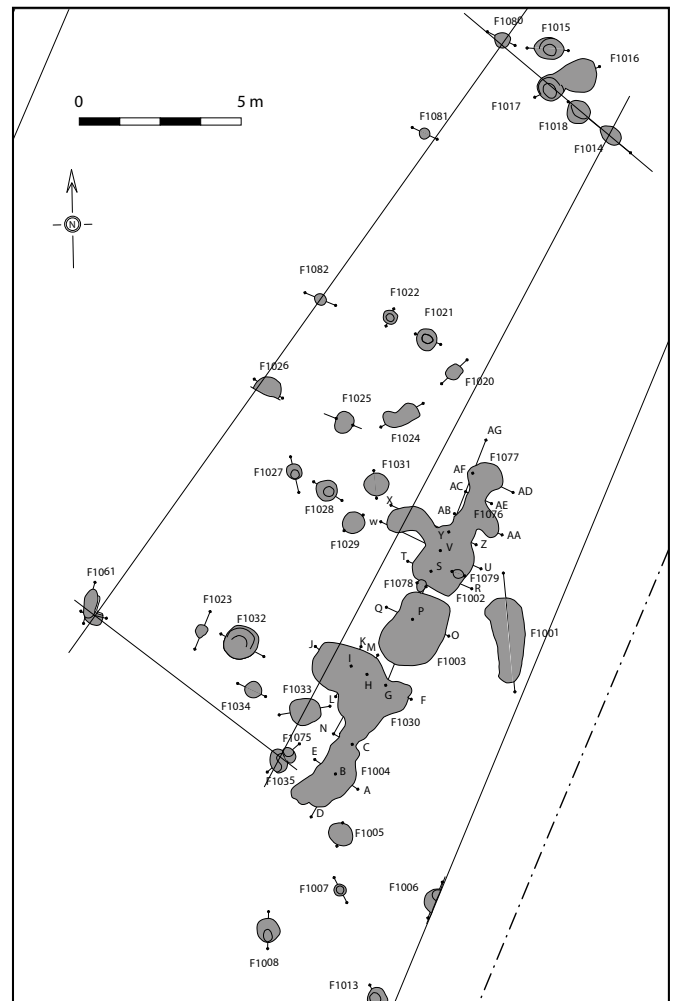 F1080
F1015
F1016
0 5 m
F1017
F1081
F1018
F1014
N
F1082
F1022
F1021
F1026
F1020
F1025
F1024
AG
F1077
F1031
AF
F1027
AC
AD
F1028
X
AE
AB
F1076
W
F1029
Y
AA
V
Z
T
F1061
S
U
F1078
F1079
R
F1002
F1023
Q
P
F1032
F1001
O
J
K
M
F1003
I
H
F1034
F1033
L
G
F
F1030
N
F1075
C
E
F1035
B
F1004
A
D
F1005
F1007
F1006
F1008
F1013